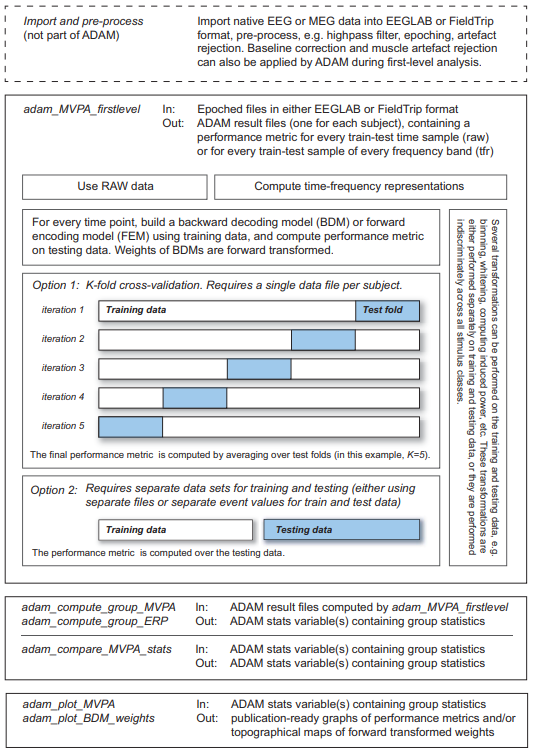 Import and pre-process
(not part of ADAM)
Import native EEG or MEG data into EEGLAB or FieldTrip
format, pre-process, e.g. highpass filter, epoching, artefact
rejection. Baseline correction and muscle artefact rejection
can also be applied by ADAM during first-level analysis.
adam_MVPA_firstlevel
In: Epoched files in either EEGLAB or FieldTrip format
Out: ADAM result files (one for each subject), containing a
performance metric for every train-test time sample (raw)
or for every train-test sample of every frequency band (tfr)
Use RAW data
Compute time-frequency representations
For every time point, build a backward decoding model (BDM) or forward
encoding model (FEM) using training data, and compute performance metric
on testing data. Weights of BDMs are forward transformed.
Option 1: K-fold cross-validation. Requires a single data file per subject.
iteration 1 Training data Test fold
iteration 2
iteration 3
iteration 4
iteration 5
The final performance metric is computed by averaging over test folds (in this example, K=5).
Option 2: Requires separate data sets for training and testing (either using
separate files or separate event values for train and test data)
Training data Testing data
The performance metric is computed over the testing data.
Several transformations can be performed on the training and testing data, e.g.
binnning, whitening, computing induced power, etc. These transformations are
either performed separately on training and testing data, or they are performed
indiscriminately across all stimulus classes.
adam_compute_group_MVPA In: ADAM result files computed by adam_MVPA_firstlevel
adam_compute_group_ERP Out: ADAM stats variable(s) containing group statistics
adam_compare_MVPA_stats In: ADAM stats variable(s) containing group statistics
Out: ADAM stats variable(s) containing group statistics
adam_plot_MVPA In: ADAM stats variable(s) containing group statistics
adam_plot_BDM_weights Out: publication-ready graphs of performance metrics and/or
topographical maps of forward transformed weights